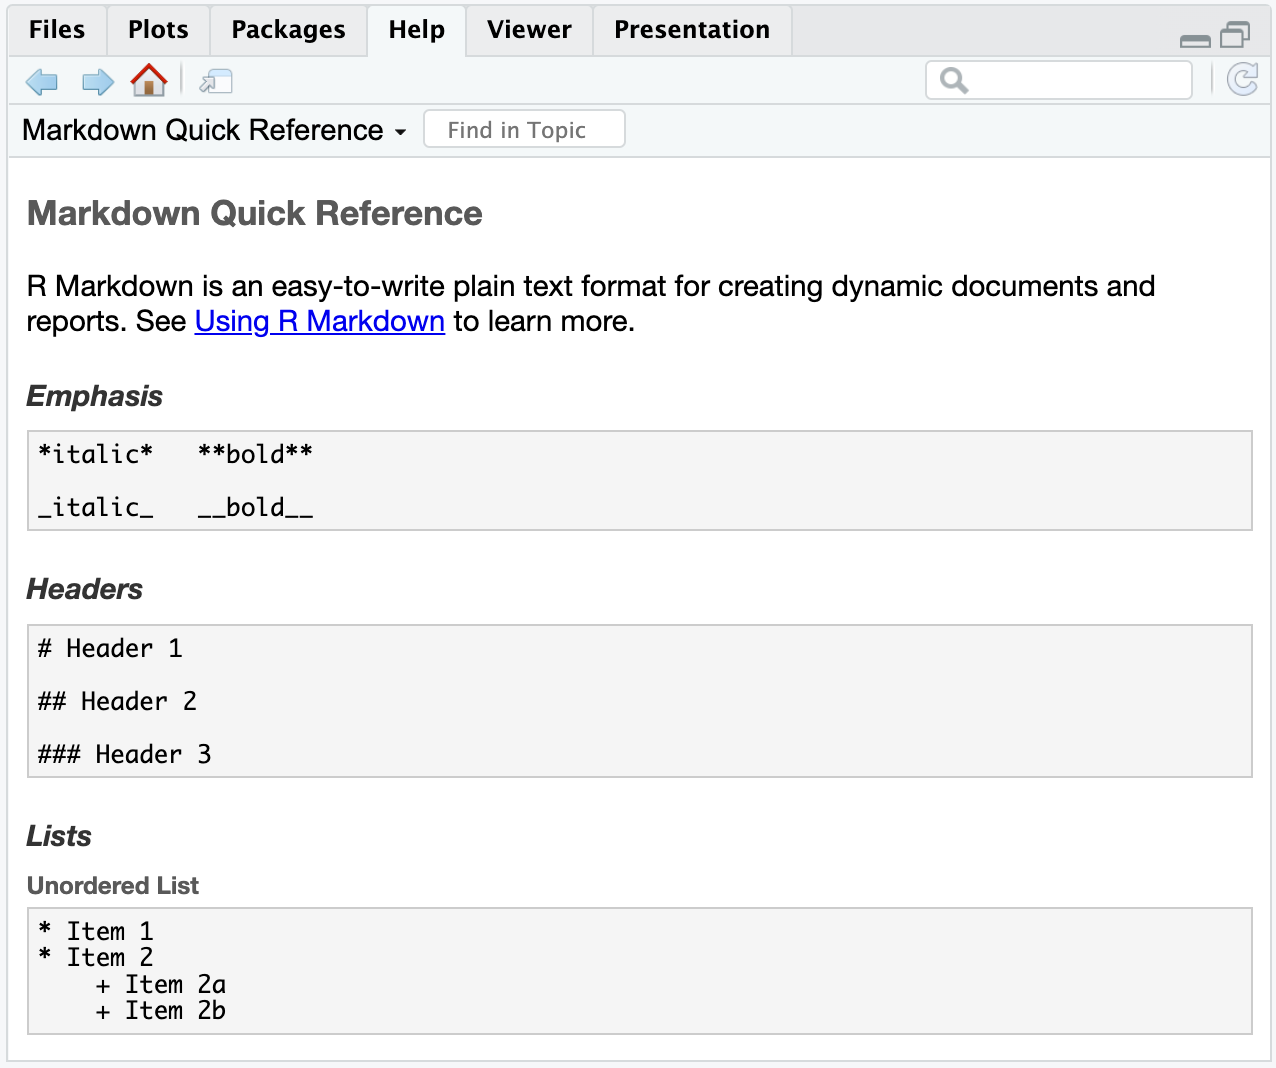 Files Plots Packages Help Viewer Presentation
Markdown Quick Reference Find in Topic
Markdown Quick Reference
R Markdown is an easy-to-write plain text format for creating dynamic documents and
reports. See Using R Markdown to learn more.
Emphasis
*italic*   **bold**
_italic_   __bold__
Headers
# Header 1
## Header 2
### Header 3
Lists
Unordered List
* Item 1
* Item 2
    + Item 2a
    + Item 2b